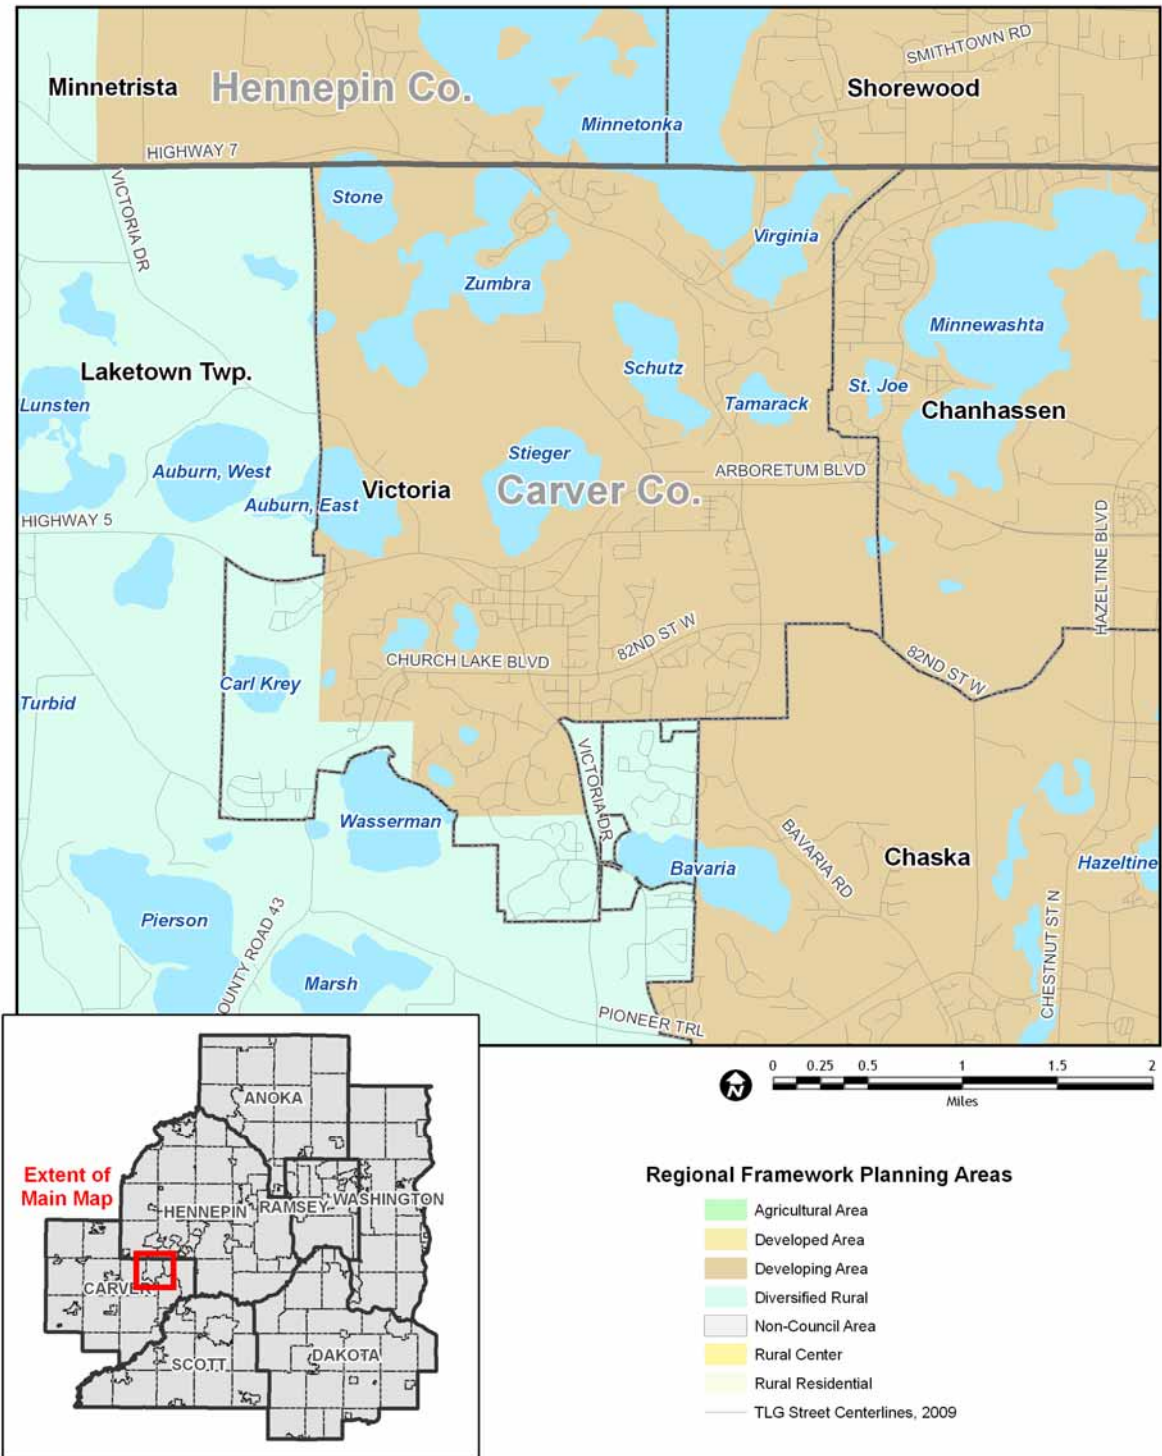 SMITHTOWN RD
Minnetrista
Hennepin Co.
Shorewood
Minnetonka
HIGHWAY 7
VICTORIA DR
Stone
Virginia
Zumbra
Minnewashta
Laketown Twp.
Schutz
St. Joe
Lunsten
Tamarack
Chanhassen
Stieger
Auburn, West
ARBORETUM BLVD
Victoria
Carver Co.
Auburn, East
HIGHWAY 5
HAZELTINE BLVD
82ND ST W
CHURCH LAKE BLVD
82ND ST W
Carl Krey
Turbid
VICTORIA DR
Wasserman
BAVARIA RD
Chaska
Bavaria
Hazeltine
Pierson
OUNTY ROAD 43
CHESTNUT ST N
Marsh
PIONEER TRL
0 0.25 0.5 1 1.5 2
Miles
N
ANOKA
Extent of
Main Map
HENNEPIN
RAMSEY
WASHINGTON
CARVER
SCOTT
DAKOTA
Regional Framework Planning Areas
Agricultural Area
Developed Area
Developing Area
Diversified Rural
Non-Council Area
Rural Center
Rural Residential
TLG Street Centerlines, 2009